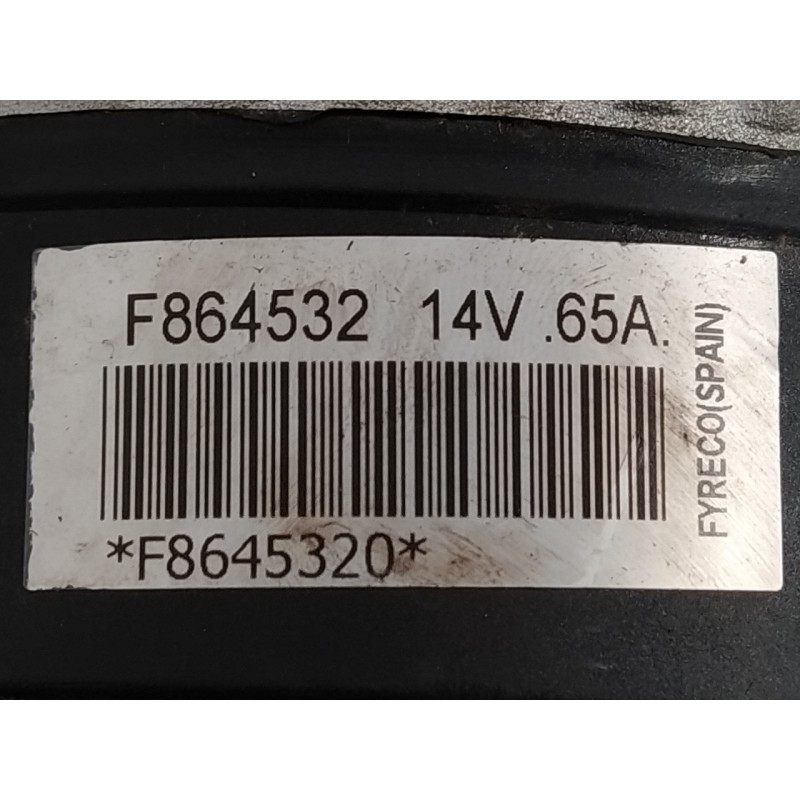 F864532 14V .65A.
*F8645320*
FYRECO(SPAIN)